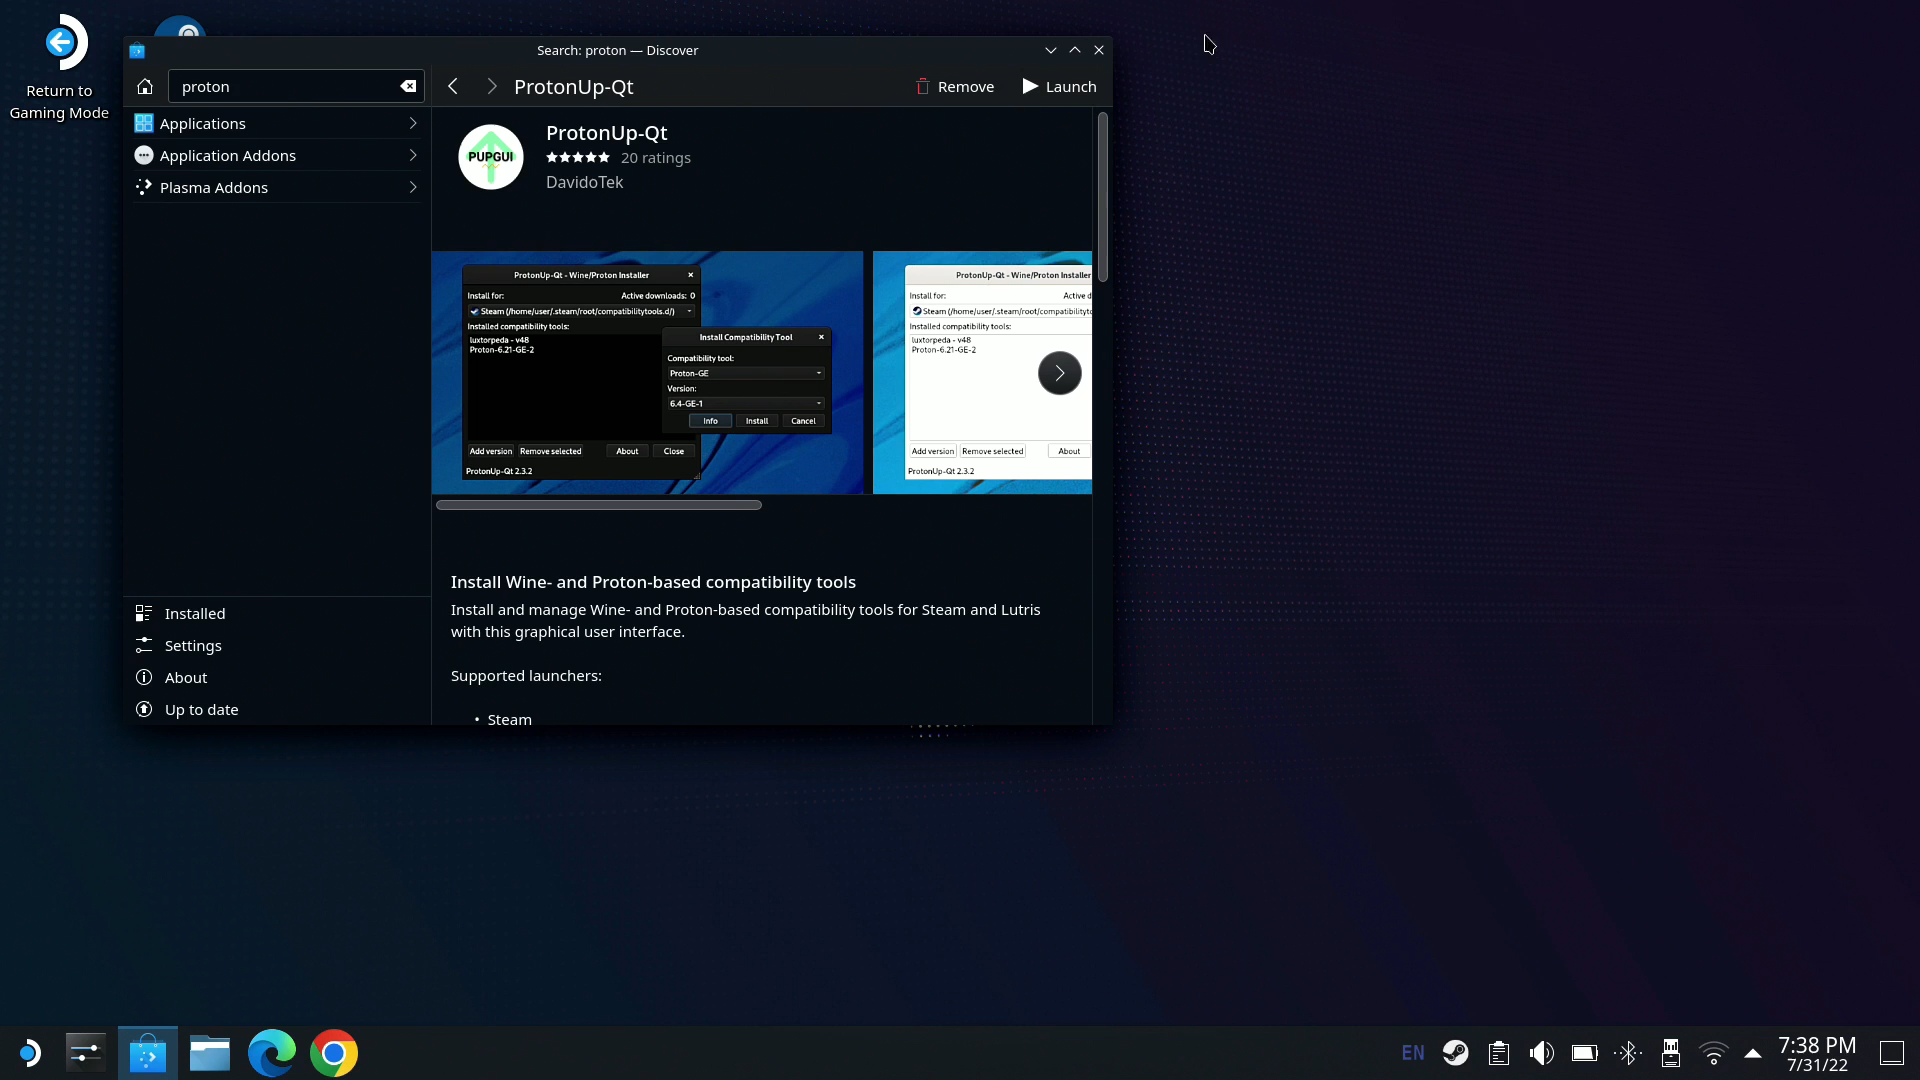 Return to
Gaming Mode
Search: proton — Discover
proton
ProtonUp-Qt
Remove
Launch
Applications
Application Addons
Plasma Addons
PUPGUI
ProtonUp-Qt
20 ratings
DavidoTek
ProtonUp-Qt - Wine/Proton Installer
Install for:
Active downloads: 0
Steam (/home/user/.steam/root/compatibilitytools.d/)
Installed compatibility tools:
luxtorpeda - v48
Proton-6.21-GE-2
Install Compatibility Tool
Compatibility tool:
Proton-GE
Version:
6.4-GE-1
Info
Install
Cancel
Add version
Remove selected
About
Close
ProtonUp-Qt 2.3.2
ProtonUp-Qt - Wine/Proton Installer
Install for:
Active d
Steam (/home/user/.steam/root/compatibilityto
Installed compatibility tools:
luxtorpeda - v48
Proton-6.21-GE-2
Add version
Remove selected
About
ProtonUp-Qt 2.3.2
Install Wine- and Proton-based compatibility tools
Install and manage Wine- and Proton-based compatibility tools for Steam and Lutris
with this graphical user interface.
Supported launchers:
• Steam
Installed
Settings
About
Up to date
EN
7:38 PM
7/31/22